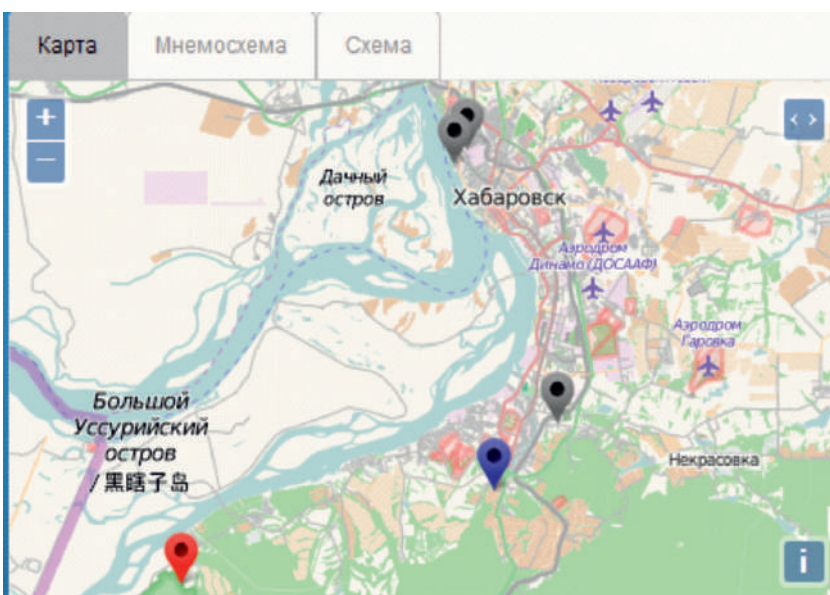 Карта
Мнемосхема
Схема
+
−
< >
Дачный
остров
Хабаровск
Аэродром
Динамо (ДОСААФ)
Аэродром
Гаровка
Большой
Уссурийский
остров
/ 黑瞎子岛
Некрасовка
i